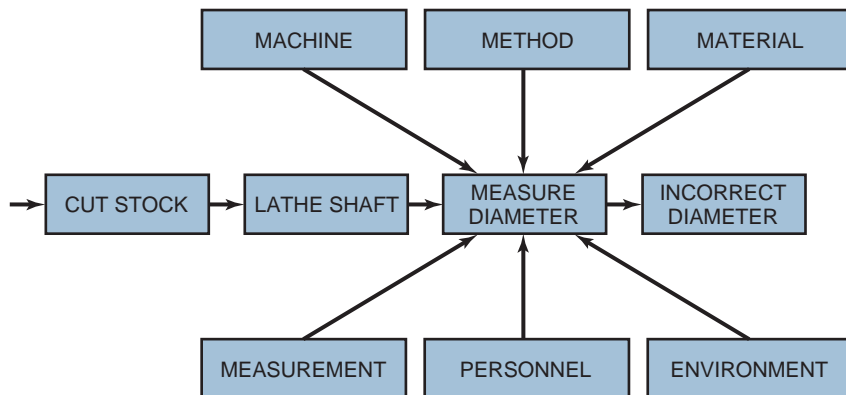 MACHINE
METHOD
MATERIAL
CUT STOCK
LATHE SHAFT
MEASURE
DIAMETER
INCORRECT
DIAMETER
MEASUREMENT
PERSONNEL
ENVIRONMENT